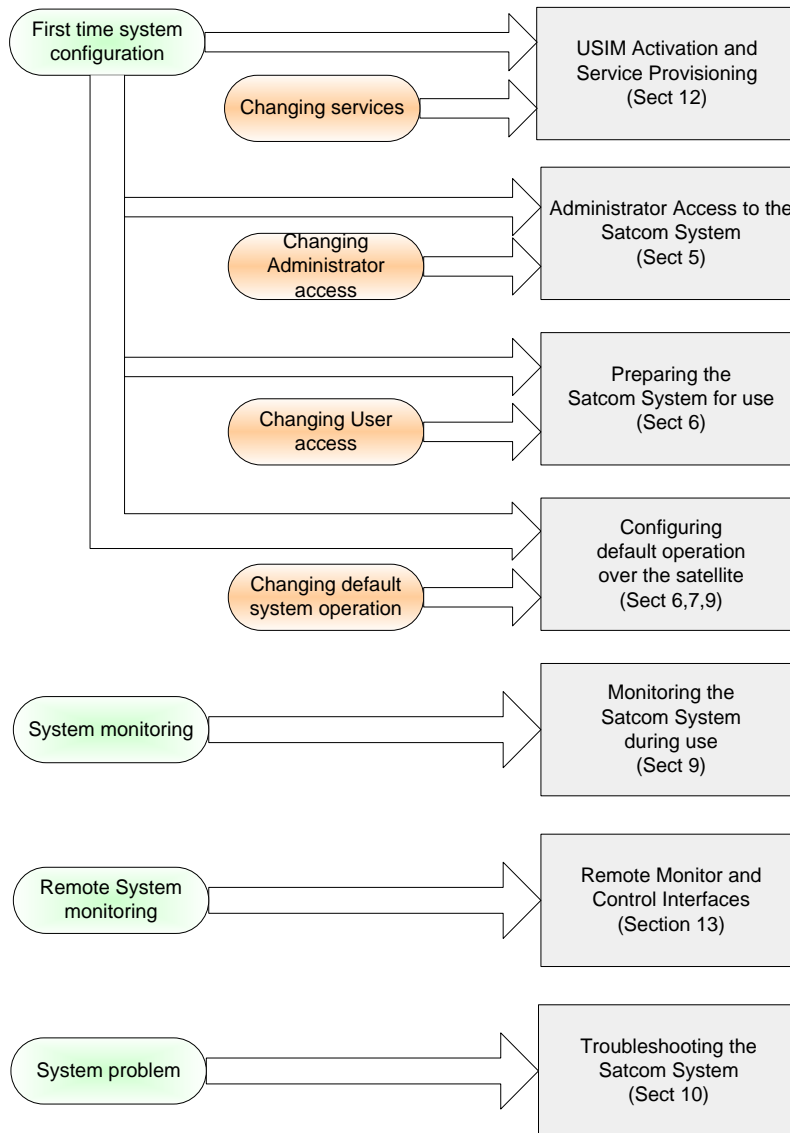 First time system
configuration
USIM Activation and
Service Provisioning
(Sect 12)
Changing services
Administrator Access to the
Satcom System
(Sect 5)
Changing
Administrator
access
Preparing the
Satcom System for use
(Sect 6)
Changing User
access
Configuring
default operation
over the satellite
(Sect 6,7,9)
Changing default
system operation
System monitoring
Monitoring the
Satcom System
during use
(Sect 9)
Remote System
monitoring
Remote Monitor and
Control Interfaces
(Section 13)
System problem
Troubleshooting the
Satcom System
(Sect 10)